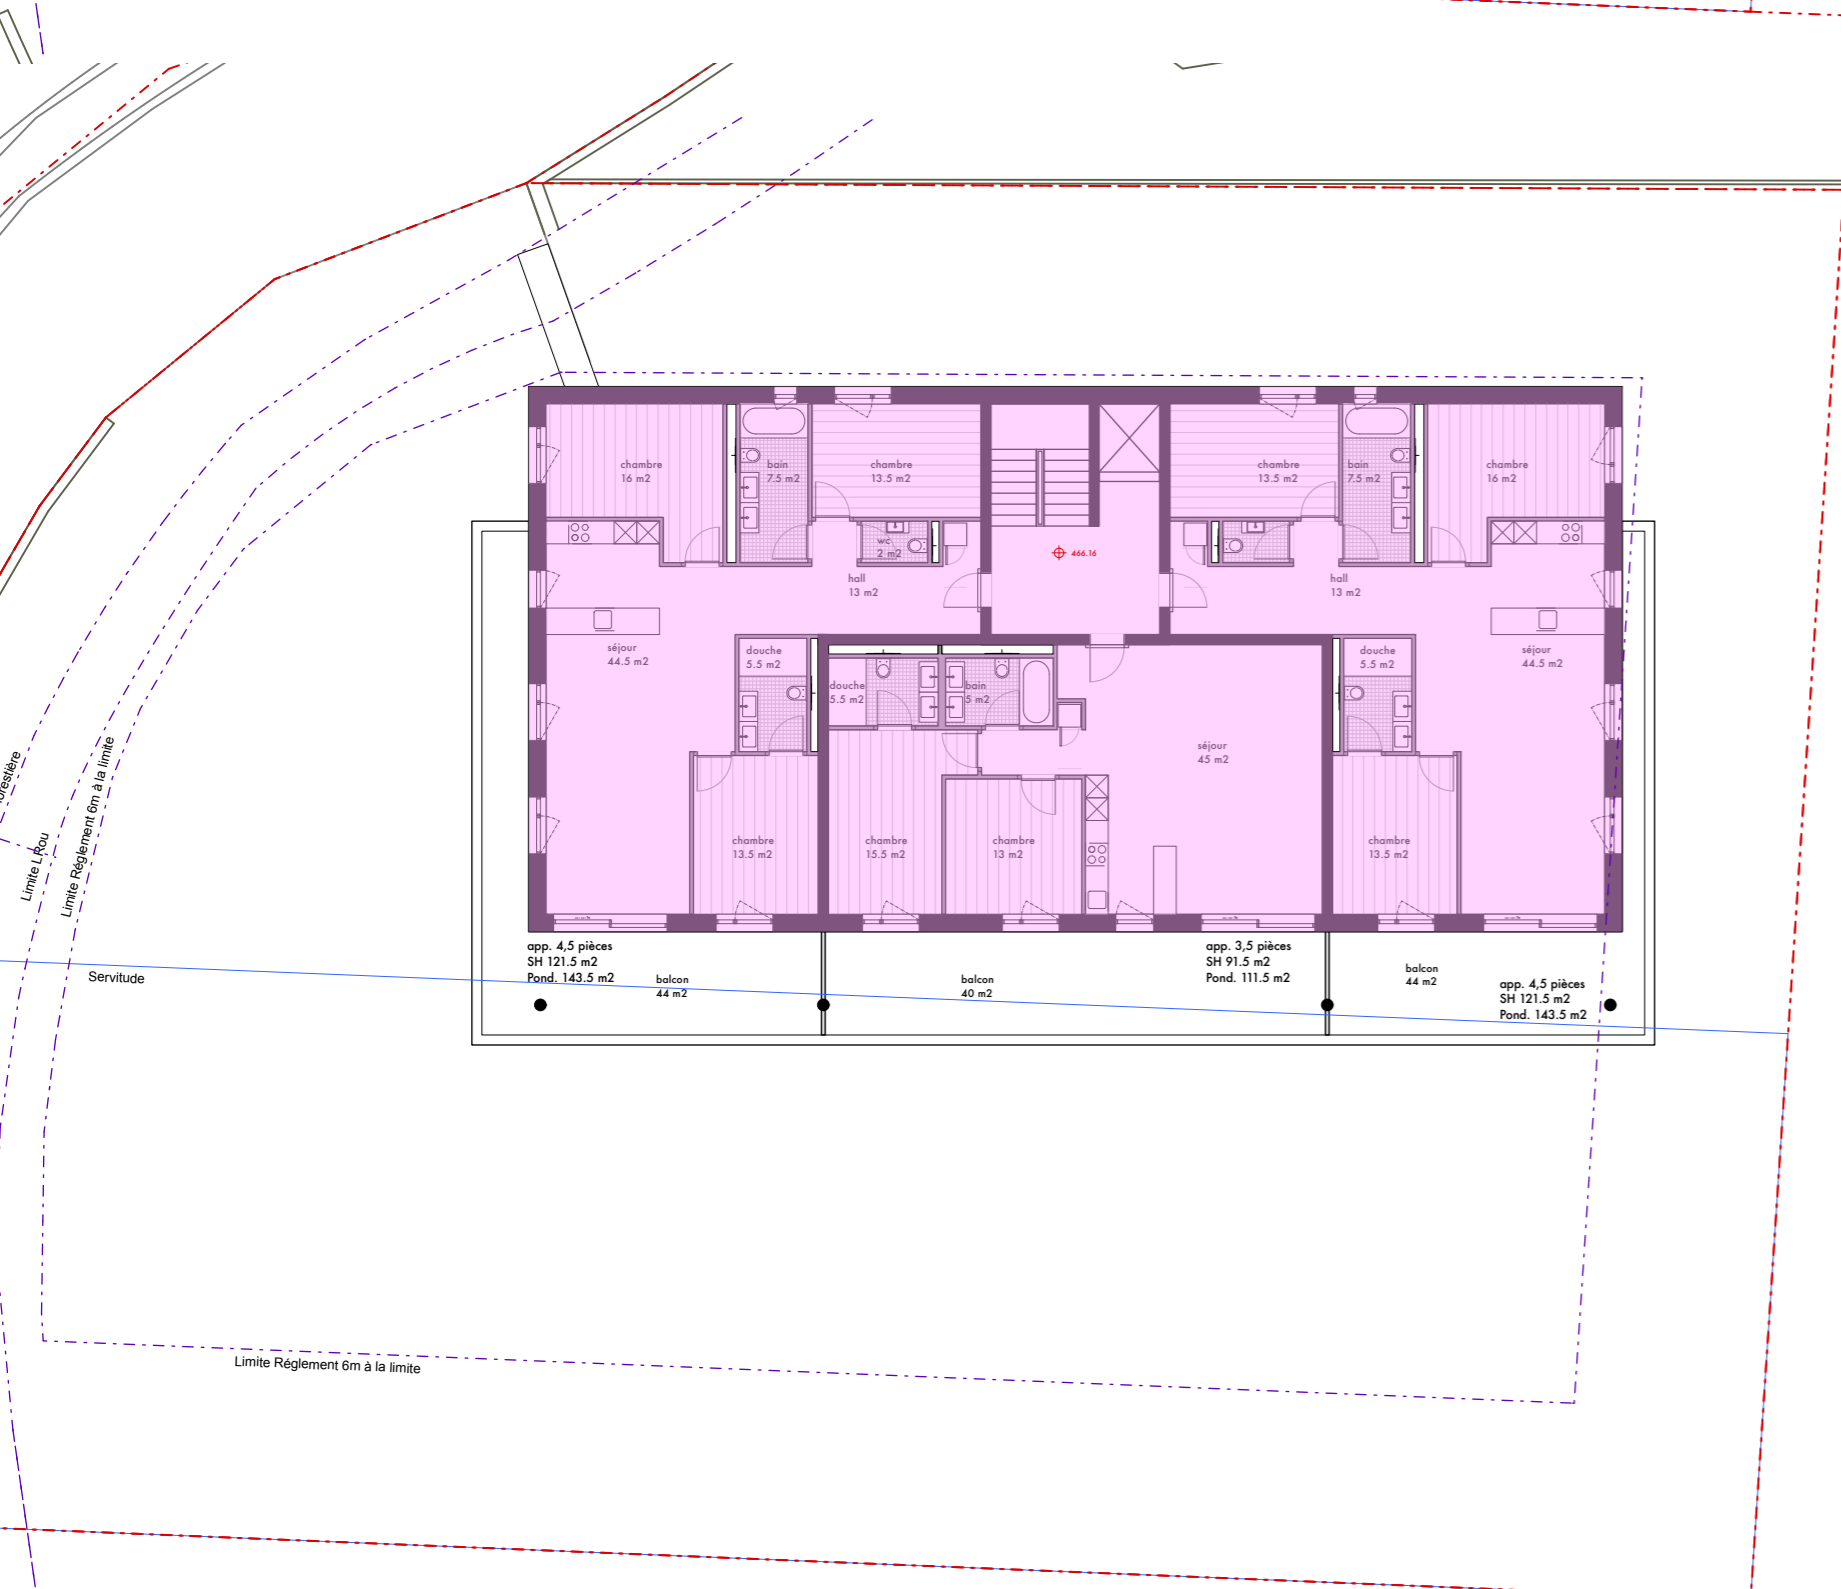 chambre
16 m2
bain
7.5 m2
chambre
13.5 m2
chambre
13.5 m2
bain
7.5 m2
chambre
16 m2
wc
2 m2
466.16
hall
13 m2
hall
13 m2
séjour
44.5 m2
douche
5.5 m2
douche
5.5 m2
bain
5 m2
douche
5.5 m2
séjour
44.5 m2
séjour
45 m2
chambre
13.5 m2
chambre
15.5 m2
chambre
13 m2
chambre
13.5 m2
app. 4,5 pièces
SH 121.5 m2
Pond. 143.5 m2
balcon
44 m2
balcon
40 m2
app. 3,5 pièces
SH 91.5 m2
Pond. 111.5 m2
balcon
44 m2
app. 4,5 pièces
SH 121.5 m2
Pond. 143.5 m2
orestière
Limite L Rou
Limite Réglement 6m à la limite
Servitude
Limite Réglement 6m à la limite